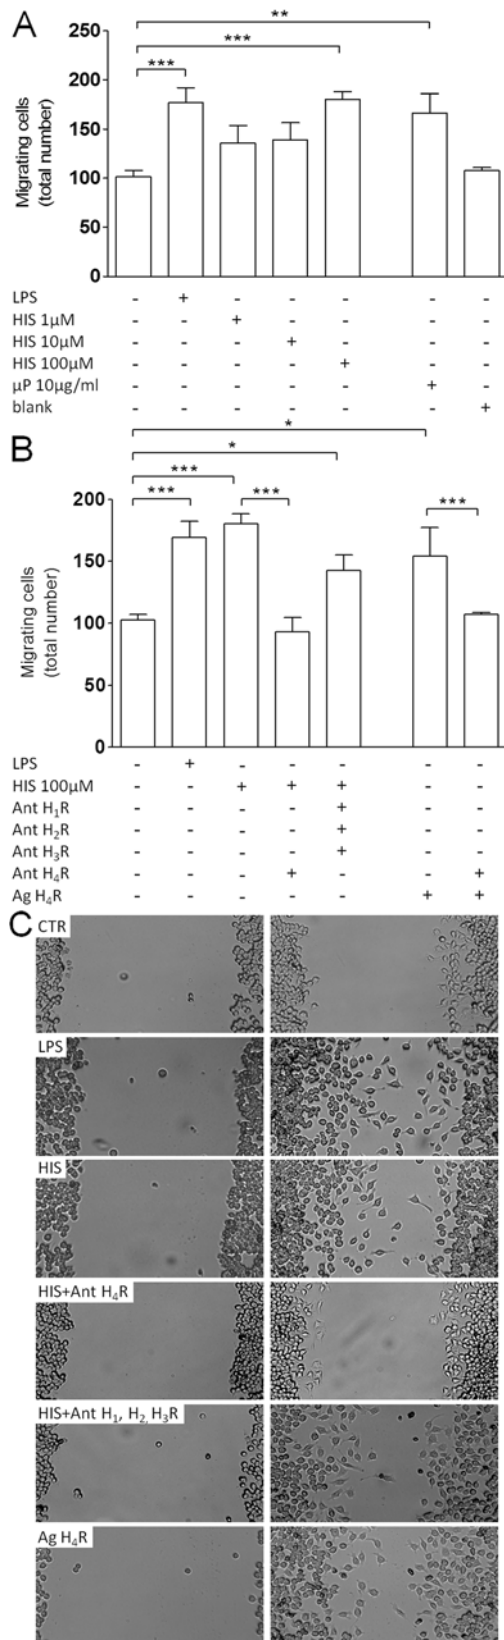 A
**
***
***
250
200
150
100
50
0
Migrating cells
(total number)
LPS - + - - - - -
HIS 1µM - - + - - - -
HIS 10µM - - - + - - -
HIS 100µM - - - - + - -
µP 10µg/ml - - - - - + -
blank - - - - - - +
B
*
*
***
*** *** ***
200
150
100
50
0
Migrating cells
(total number)
LPS - + - - - - -
HIS 100µM - - + + + - -
Ant H₁R - - - - + - -
Ant H₂R - - - - + - -
Ant H₃R - - - - + - -
Ant H₄R - - - + - - +
Ag H₄R - - - - - + +
C
CTR
LPS
HIS
HIS+Ant H₄R
HIS+Ant H₁, H₂, H₃R
Ag H₄R